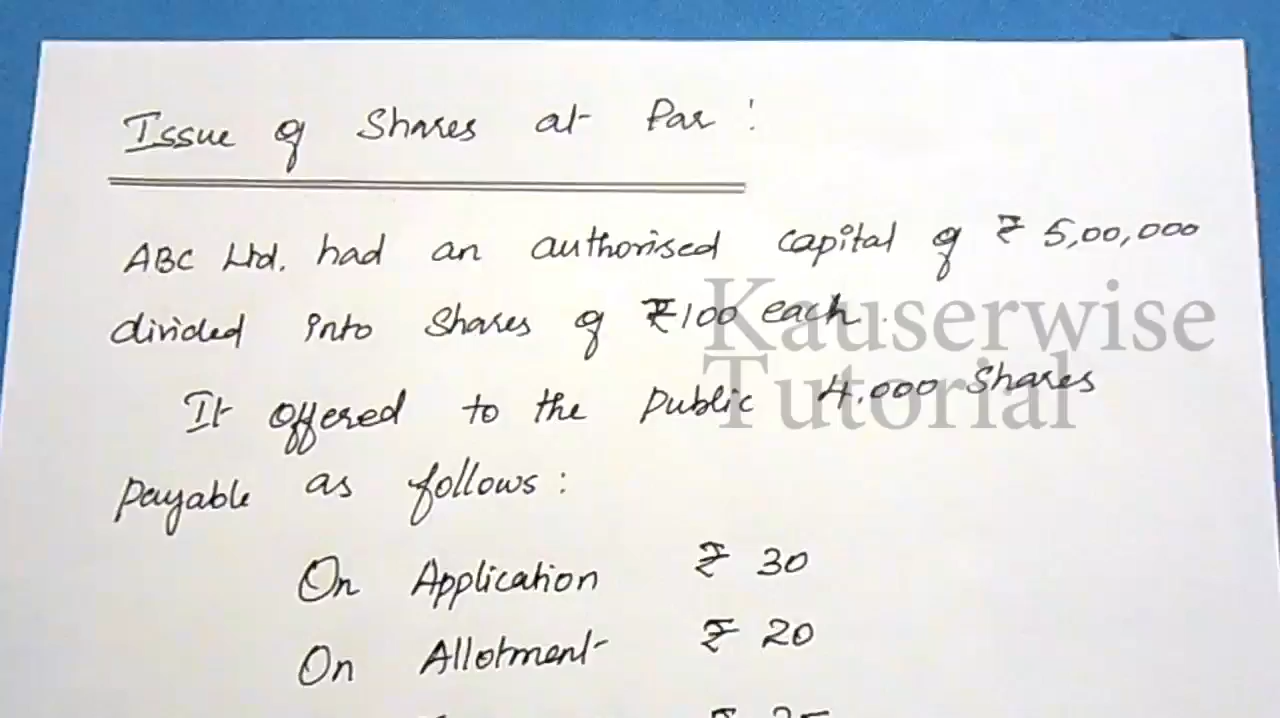 Issue of Shares at Par:
ABC Ltd. had an authorised capital of ₹ 5,00,000
divided into shares of ₹100 each.
Kauserwise
Tutorial
It offered to the public 4,000 shares
payable as follows:
On Application ₹ 30
On Allotment ₹ 20